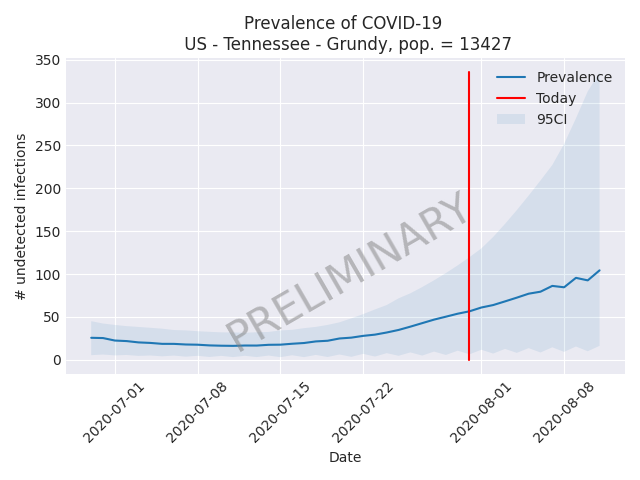 Prevalence of COVID-19
US - Tennessee - Grundy, pop. = 13427
350
300
250
200
150
100
50
0
# undetected infections
Prevalence
Today
95CI
PRELIMINARY
2020-07-01
2020-07-08
2020-07-15
2020-07-22
2020-08-01
2020-08-08
Date